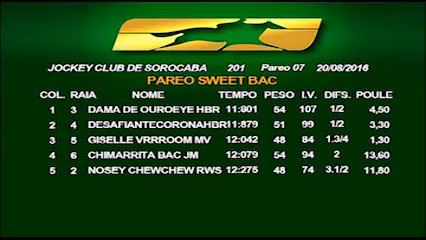 JOCKEY CLUB DE SOROCABA 201 Pareo 07 20/08/2016
PAREO SWEET BAC
COL. RAIA NOME TEMPO PESO I.V. DIFS. POULE
1 3 DAMA DE OUROEYE HBR 11:801 54 107 1/2 4,50
2 4 DESAFIANTECORONAHBR 11:879 51 99 1/2 3,30
3 5 GISELLE VRRROOM MV 12:042 48 84 1.3/4 1,30
4 6 CHIMARRITA BAC JM 12:079 54 94 2 13,60
5 2 NOSEY CHEWCHEW RWS 12:275 48 74 3.1/2 11,80